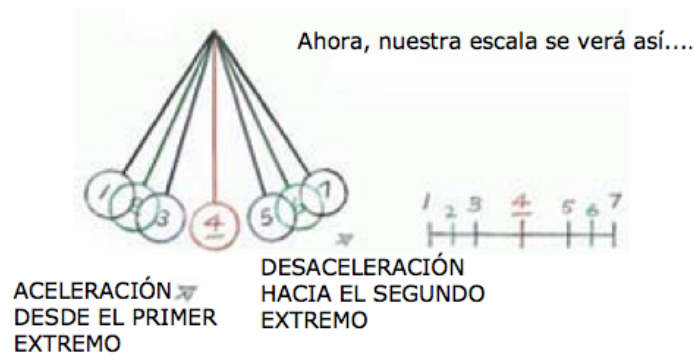 Ahora, nuestra escala se verá así....
1 2 3 4 5 6 7
1 2 3 4 5 6 7
ACELERACIÓN
DESDE EL PRIMER
EXTREMO
DESACELERACIÓN
HACIA EL SEGUNDO
EXTREMO